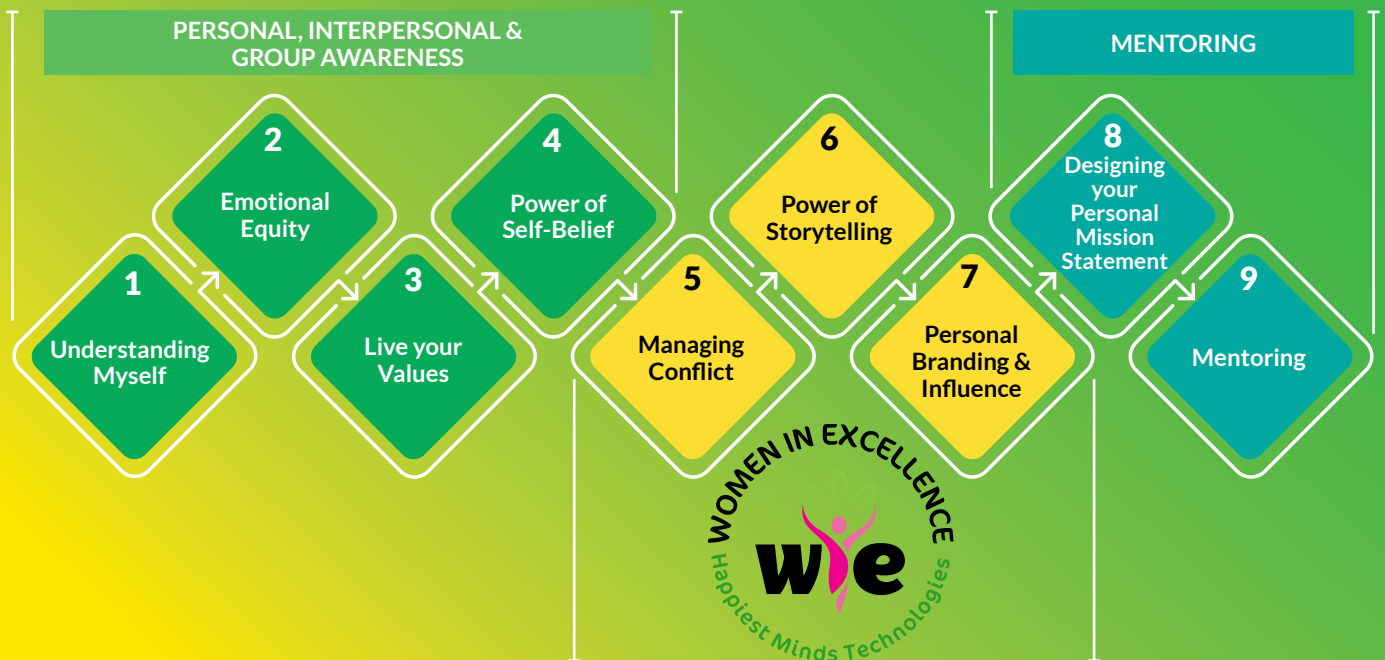 PERSONAL, INTERPERSONAL &
GROUP AWARENESS
MENTORING
1
Understanding
Myself
2
Emotional
Equity
3
Live your
Values
4
Power of
Self-Belief
5
Managing
Conflict
6
Power of
Storytelling
7
Personal
Branding &
Influence
8
Designing
your
Personal
Mission
Statement
9
Mentoring
WOMEN IN EXCELLENCE
wie
Happiest Minds Technologies